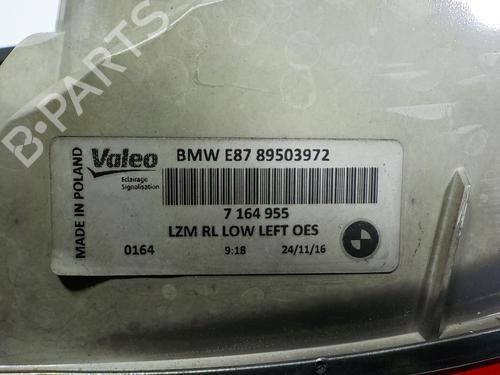 B-PARTS
MADE IN POLAND
Valeo
Eclairage
Signalisation
BMW E87 89503972
7 164 955
LZM RL LOW LEFT OES
0164 9:18 24/11/16